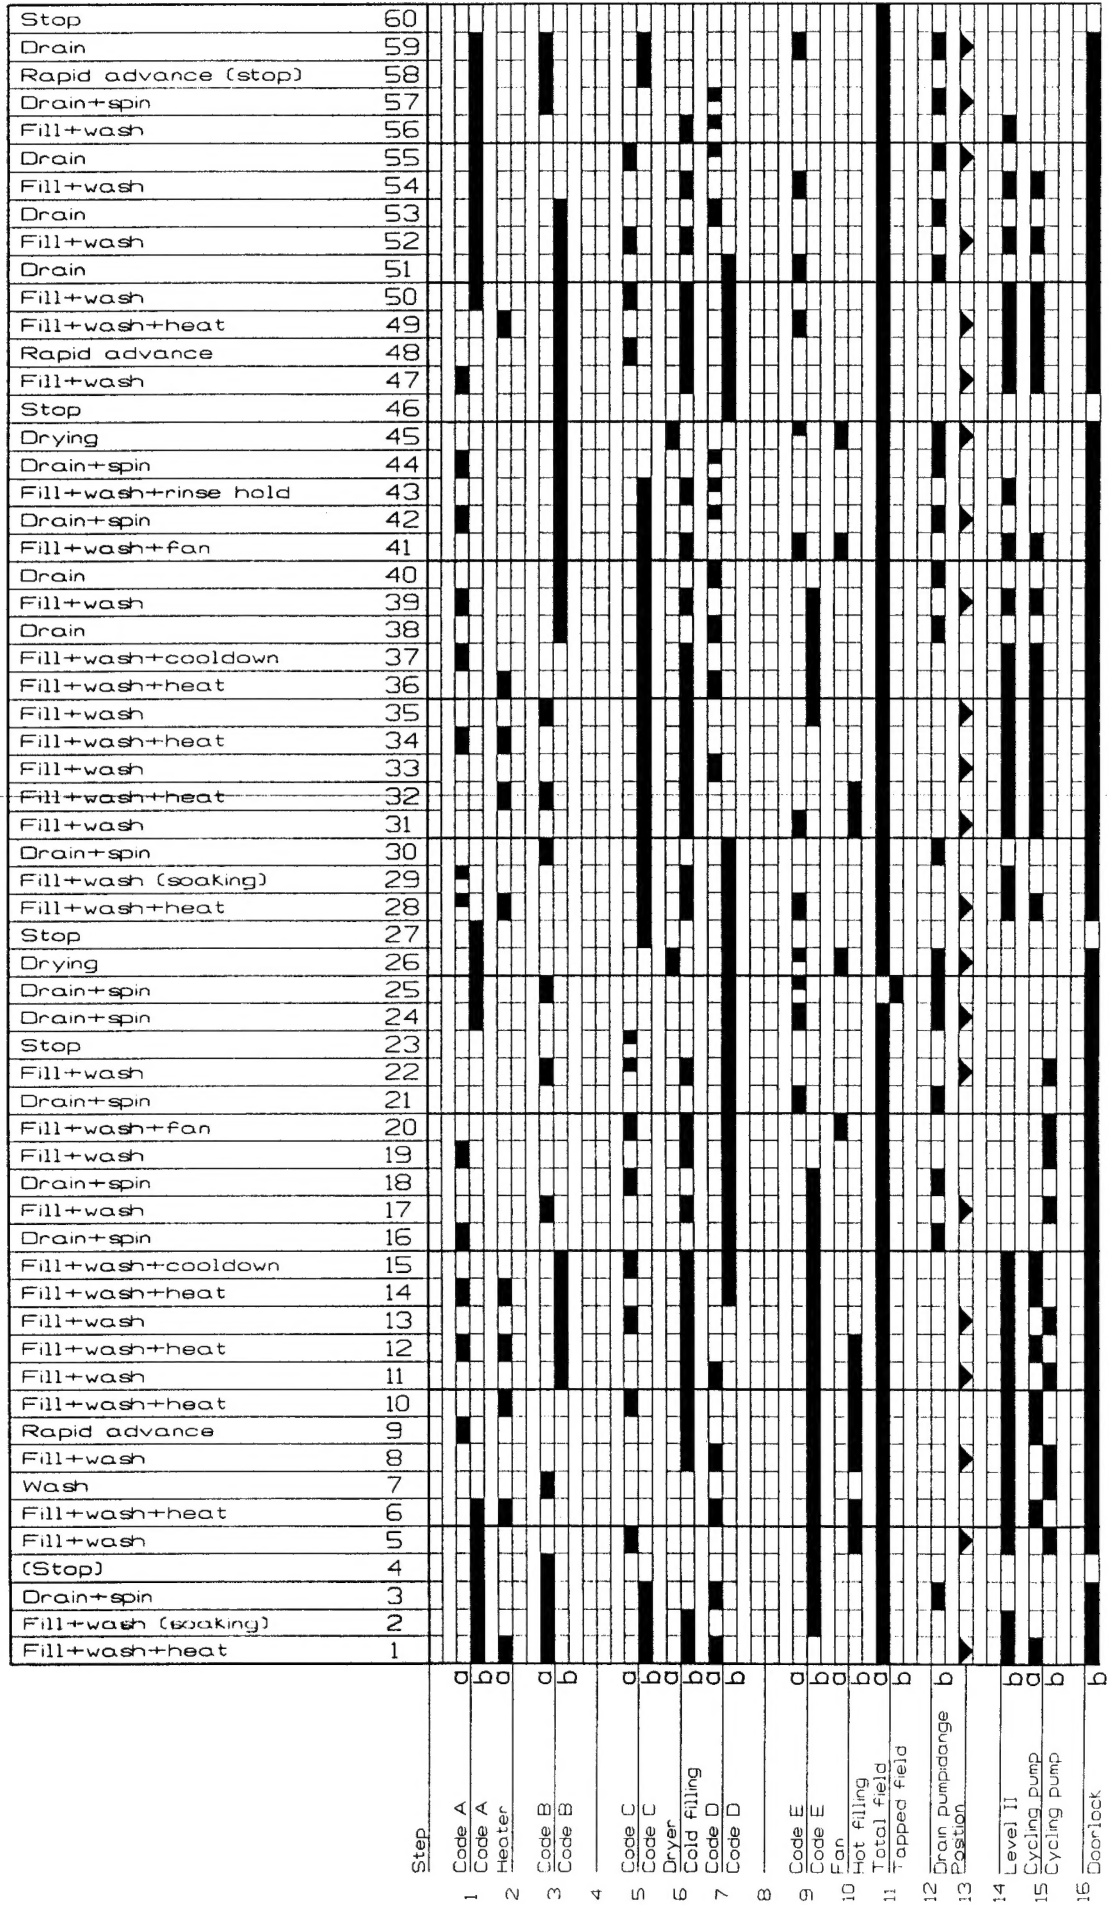 Stop 60
Drain 59
Rapid advance (stop) 58
Drain+spin 57
Fill+wash 56
Drain 55
Fill+wash 54
Drain 53
Fill+wash 52
Drain 51
Fill+wash 50
Fill+wash+heat 49
Rapid advance 48
Fill+wash 47
Stop 46
Drying 45
Drain+spin 44
Fill+wash+rinse hold 43
Drain+spin 42
Fill+wash+fan 41
Drain 40
Fill+wash 39
Drain 38
Fill+wash+cooldown 37
Fill+wash+heat 36
Fill+wash 35
Fill+wash+heat 34
Fill+wash 33
Fill+wash+heat 32
Fill+wash 31
Drain+spin 30
Fill+wash (soaking) 29
Fill+wash+heat 28
Stop 27
Drying 26
Drain+spin 25
Drain+spin 24
Stop 23
Fill+wash 22
Drain+spin 21
Fill+wash+fan 20
Fill+wash 19
Drain+spin 18
Fill+wash 17
Drain+spin 16
Fill+wash+cooldown 15
Fill+wash+heat 14
Fill+wash 13
Fill+wash+heat 12
Fill+wash 11
Fill+wash+heat 10
Rapid advance 9
Fill+wash 8
Wash 7
Fill+wash+heat 6
Fill+wash 5
(Stop) 4
Drain+spin 3
Fill+wash (soaking) 2
Fill+wash+heat 1
Step
1 Code A a
Code A b
2 Heater a
3 Code B a
Code B b
4
5 Code C a
Code C b
6 Dryer a
Cold filling b
7 Code D a
Code D b
8
9 Code E a
Code E b
10 Fan a
Hot filling b
11 Total field a
Tapped field b
12 Drain pumpidange b
13 Postion
14 Level II b
15 Cycling pump a
Cycling pump b
16 Doorlock b